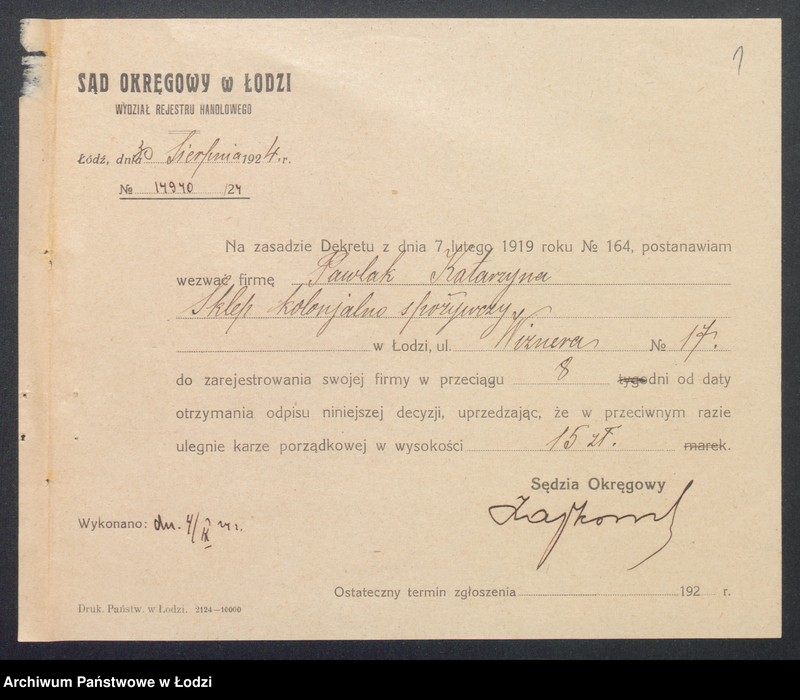 1
SĄD OKRĘGOWY w ŁODZI
WYDZIAŁ REJESTRU HANDLOWEGO
Łódź, dnia 30 Sierpnia 1924. r.
№ 14940 /24
Na zasadzie Dekretu z dnia 7 lutego 1919 roku № 164, postanawiam
wezwać firmę Pawlak Katarzyna
Sklep kolonjalno spożywczy
w Łodzi, ul. Wiznera № 17.
do zarejestrowania swojej firmy w przeciągu 8 tygodni od daty
otrzymania odpisu niniejszej decyzji, uprzedzając, że w przeciwnym razie
ulegnie karze porządkowej w wysokości 15 zł. marek.
Sędzia Okręgowy
Wykonano: dn. 4/IX 24 r.
Ostateczny termin zgłoszenia 192 r.
Druk. Państw. w Łodzi. 2124—10000
Archiwum Państwowe w Łodzi